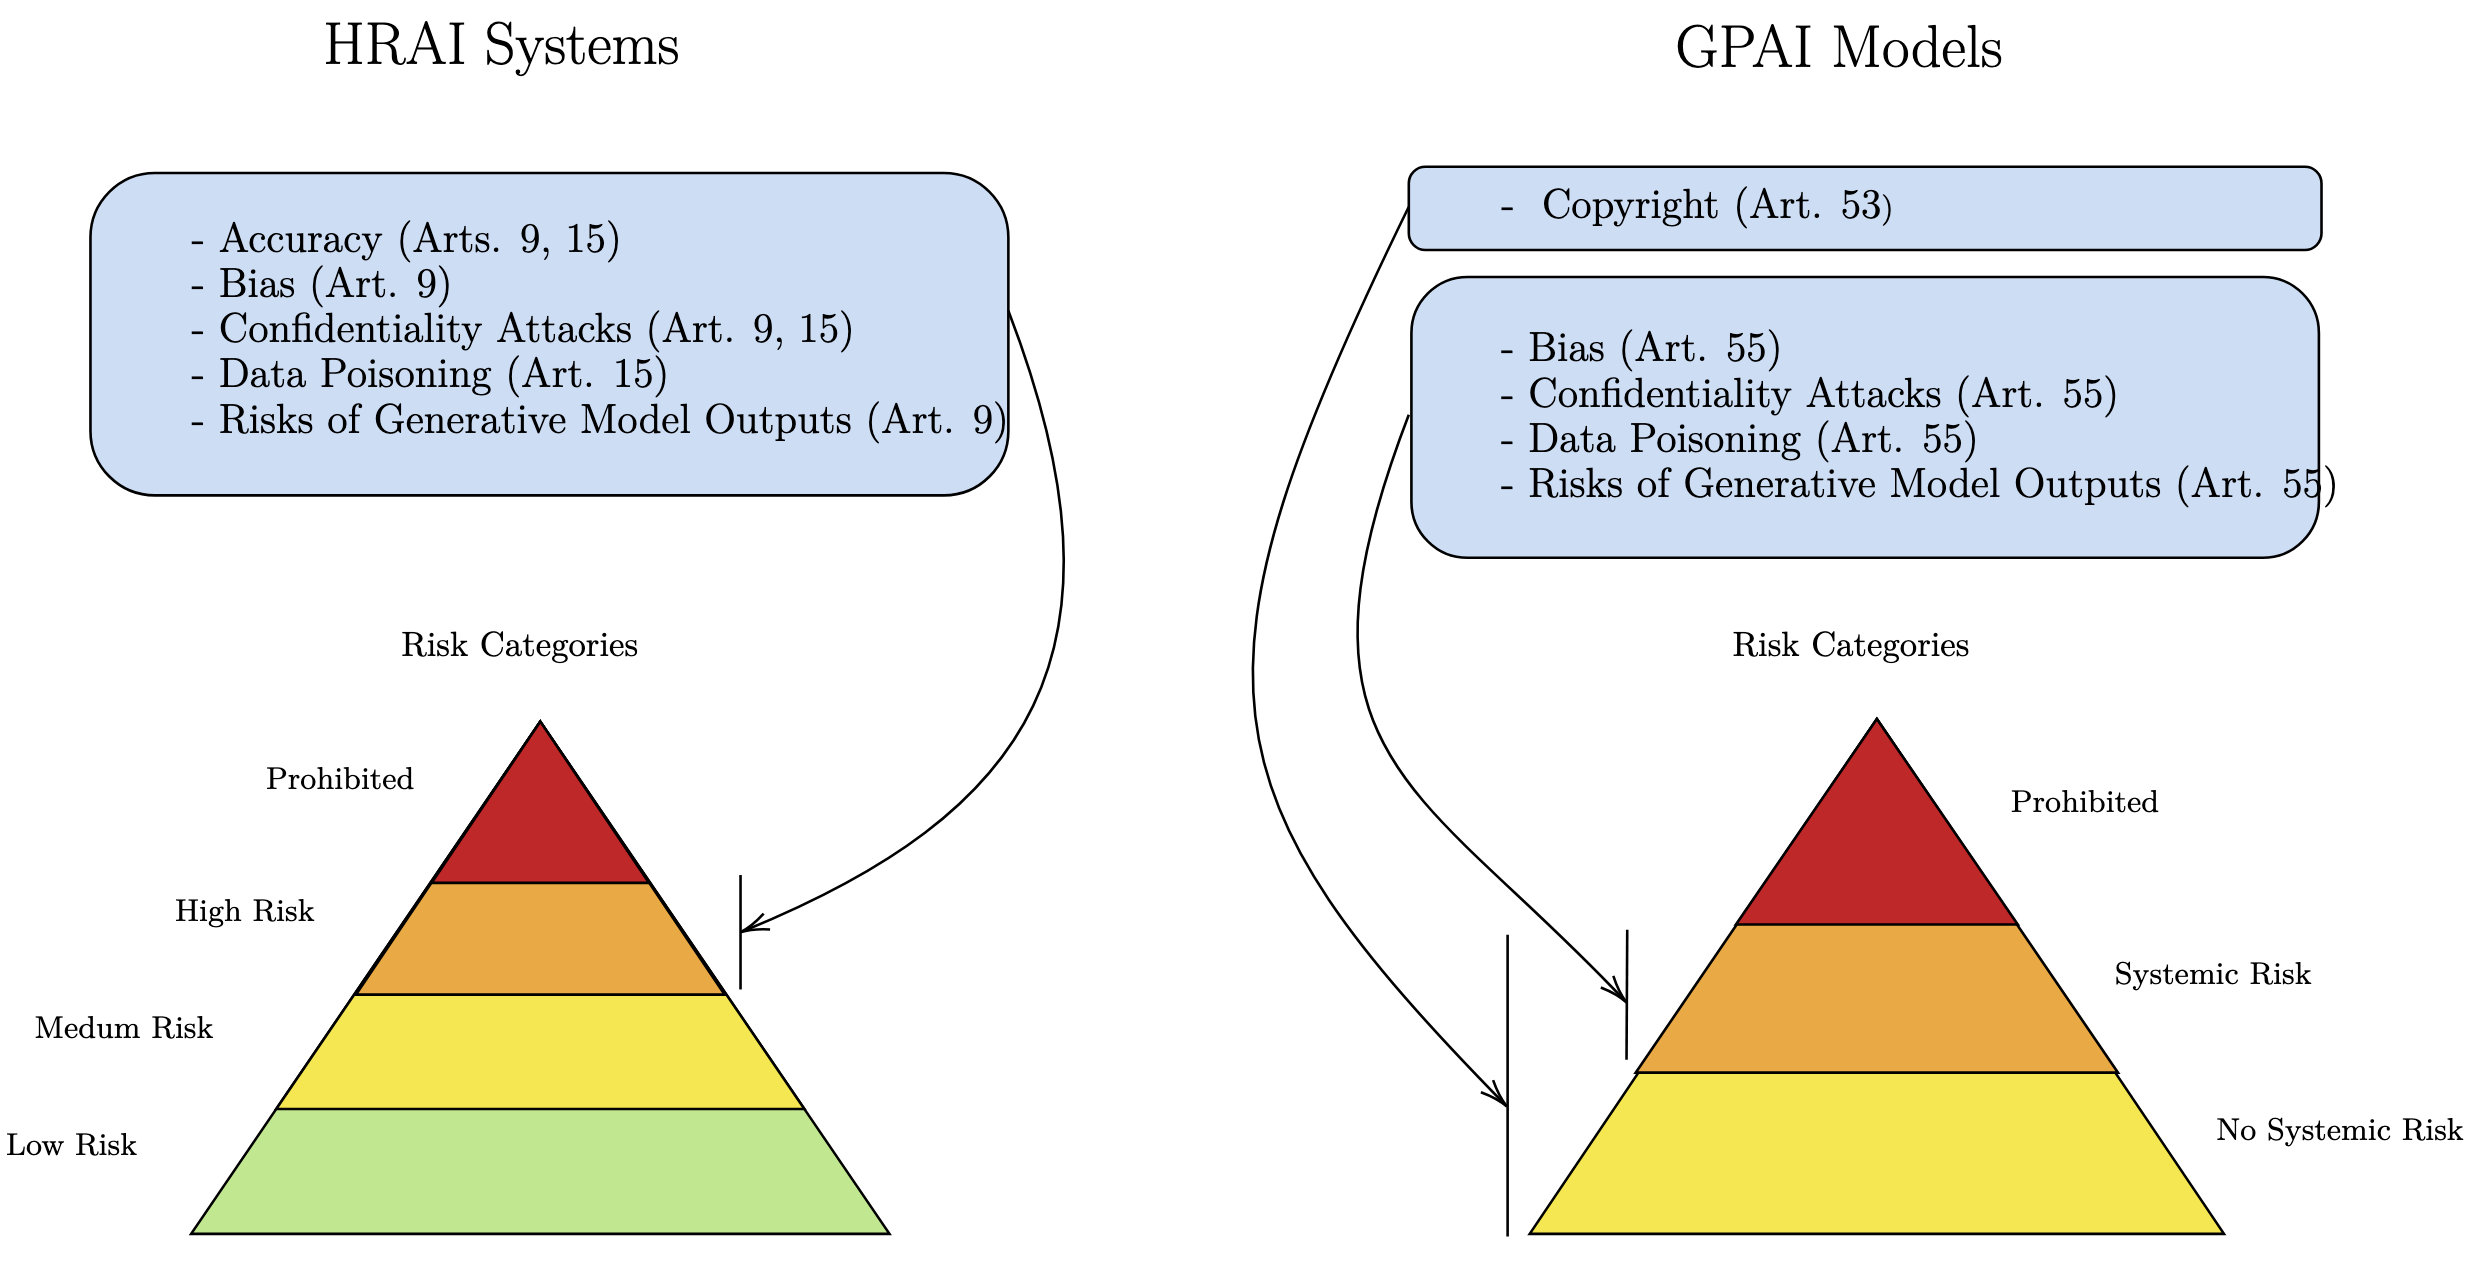 HRAI Systems
- Accuracy (Arts. 9, 15)
- Bias (Art. 9)
- Confidentiality Attacks (Art. 9, 15)
- Data Poisoning (Art. 15)
- Risks of Generative Model Outputs (Art. 9)
Risk Categories
Prohibited
High Risk
Medum Risk
Low Risk
GPAI Models
- Copyright (Art. 53)
- Bias (Art. 55)
- Confidentiality Attacks (Art. 55)
- Data Poisoning (Art. 55)
- Risks of Generative Model Outputs (Art. 55)
Risk Categories
Prohibited
Systemic Risk
No Systemic Risk